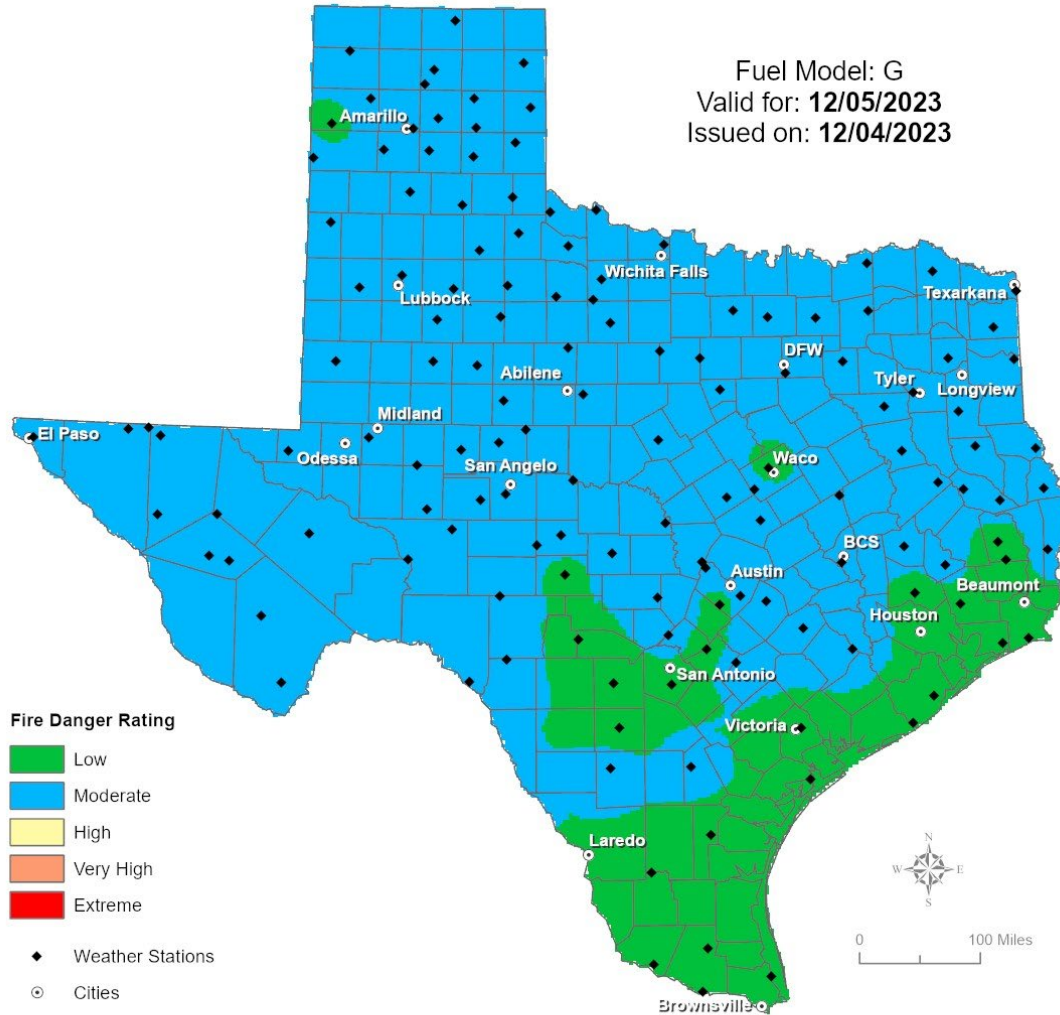 Fuel Model: G
Valid for: 12/05/2023
Issued on: 12/04/2023
Amarillo
Wichita Falls
Lubbock
Texarkana
DFW
Abilene
Tyler
Longview
Midland
El Paso
Odessa
San Angelo
Waco
BCS
Austin
Beaumont
Houston
San Antonio
Victoria
Laredo
Brownsville
Fire Danger Rating
Low
Moderate
High
Very High
Extreme
Weather Stations
Cities
N
W E
S
0 100 Miles